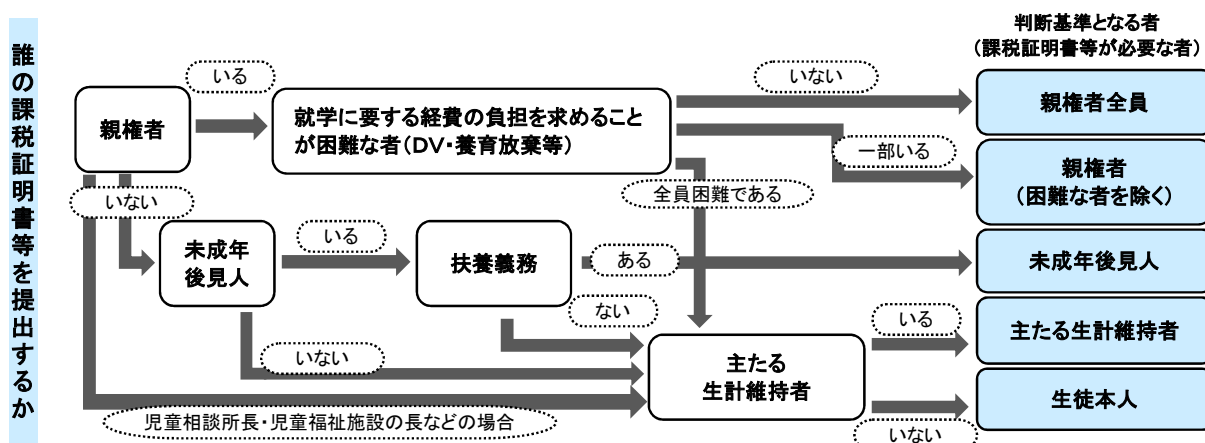 誰の課税証明書等を提出するか
判断基準となる者
(課税証明書等が必要な者)
親権者
いる
就学に要する経費の負担を求めること
が困難な者(DV・養育放棄等)
いない
親権者全員
一部いる
親権者
(困難な者を除く)
全員困難である
いない
未成年
後見人
いる
扶養義務
ある
未成年後見人
ない
いない
主たる
生計維持者
いる
主たる生計維持者
いない
生徒本人
児童相談所長・児童福祉施設の長などの場合